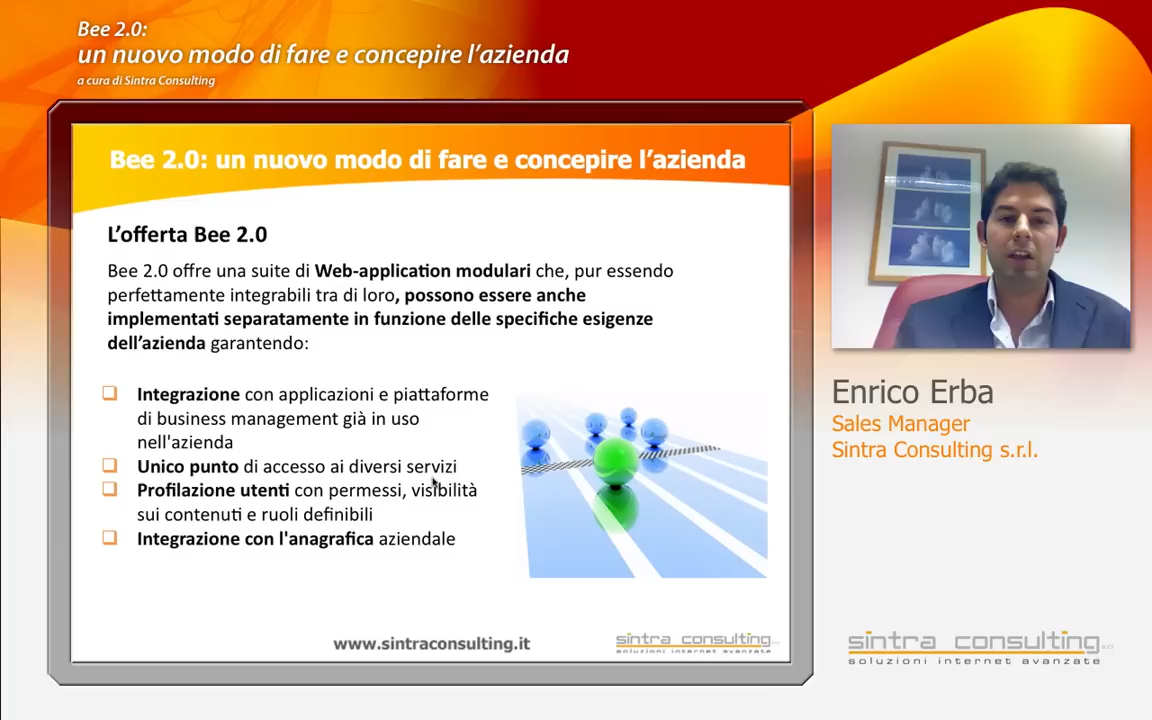 Bee 2.0:
un nuovo modo di fare e concepire l'azienda
a cura di Sintra Consulting
Bee 2.0: un nuovo modo di fare e concepire l'azienda
L'offerta Bee 2.0
Bee 2.0 offre una suite di Web-application modulari che, pur essendo
perfettamente integrabili tra di loro, possono essere anche
implementati separatamente in funzione delle specifiche esigenze
dell'azienda garantendo:
Integrazione con applicazioni e piattaforme
di business management già in uso
nell'azienda
Unico punto di accesso ai diversi servizi
Profilazione utenti con permessi, visibilità
sui contenuti e ruoli definibili
Integrazione con l'anagrafica aziendale
www.sintraconsulting.it
sintra consulting
soluzioni internet avanzate
Enrico Erba
Sales Manager
Sintra Consulting s.r.l.
sintra consulting
soluzioni internet avanzate